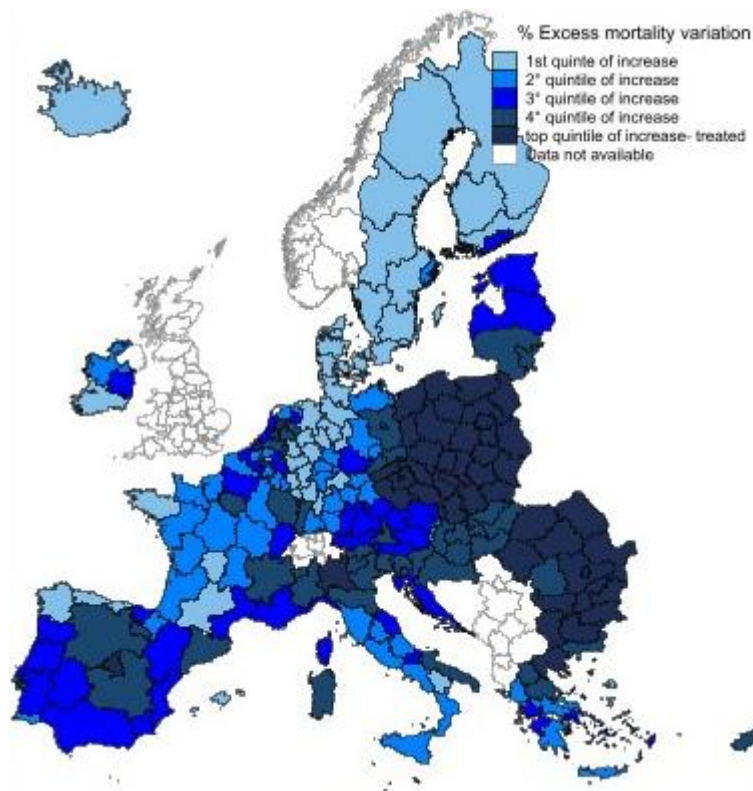 % Excess mortality variation
1st quinte of increase
2° quintile of increase
3° quintile of increase
4° quintile of increase
top quintile of increase- treated
Data not available